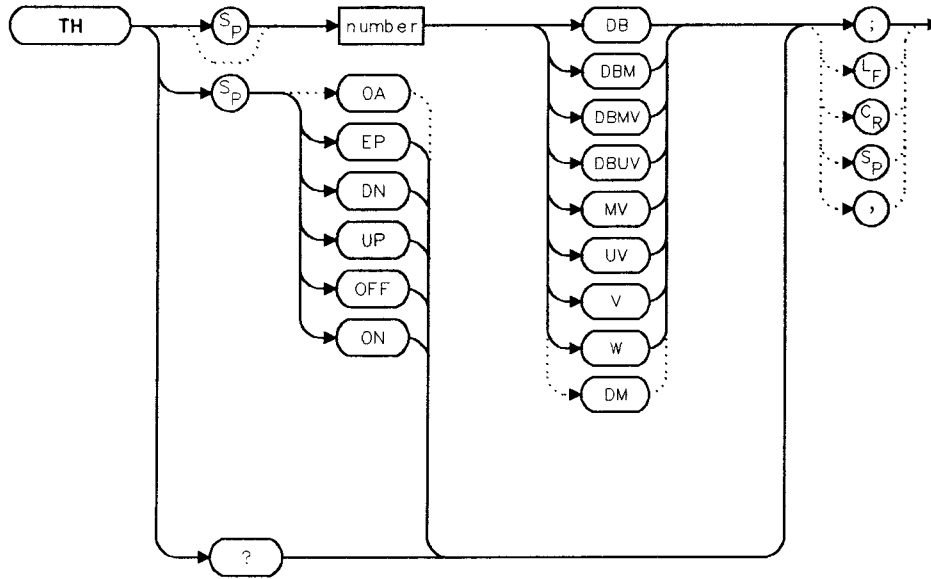 TH
SP
number
DB
;
DBM
LF
SP
OA
DBMV
CR
EP
DBUV
SP
DN
MV
,
UP
UV
OFF
V
ON
W
DM
?